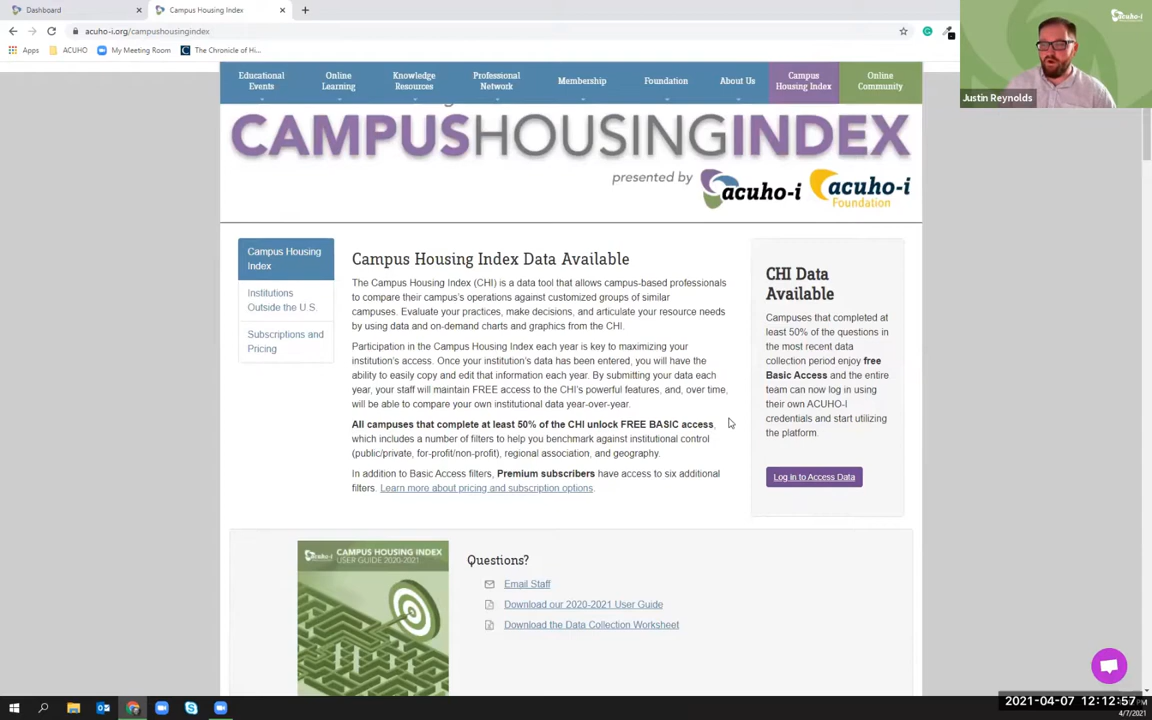 Dashboard
Campus Housing Index
acuho-i.org/campushousingindex
Apps
ACUHO
My Meeting Room
The Chronicle of Hi...
acuho-i
Justin Reynolds
Educational Events
Online Learning
Knowledge Resources
Professional Network
Membership
Foundation
About Us
Campus Housing Index
Online Community
CAMPUSHOUSINGINDEX
presented by
acuho-i
acuho-i
Foundation
Campus Housing
Index
Institutions
Outside the U.S.
Subscriptions and
Pricing
Campus Housing Index Data Available
The Campus Housing Index (CHI) is a data tool that allows campus-based professionals
to compare their campus's operations against customized groups of similar
campuses. Evaluate your practices, make decisions, and articulate your resource needs
by using data and on-demand charts and graphics from the CHI.
Participation in the Campus Housing Index each year is key to maximizing your
institution's access. Once your institution's data has been entered, you will have the
ability to easily copy and edit that information each year. By submitting your data each
year, your staff will maintain FREE access to the CHI's powerful features, and, over time,
will be able to compare your own institutional data year-over-year.
All campuses that complete at least 50% of the CHI unlock FREE BASIC access,
which includes a number of filters to help you benchmark against institutional control
(public/private, for-profit/non-profit), regional association, and geography.
In addition to Basic Access filters, Premium subscribers have access to six additional
filters. Learn more about pricing and subscription options.
CHI Data
Available
Campuses that completed at
least 50% of the questions in
the most recent data
collection period enjoy free
Basic Access and the entire
team can now log in using
their own ACUHO-I
credentials and start utilizing
the platform.
Log in to Access Data
acuho-i
CAMPUS HOUSING INDEX
USER GUIDE 2020-2021
Questions?
Email Staff
Download our 2020-2021 User Guide
Download the Data Collection Worksheet
2021-04-07 12:12:57
4/7/2021